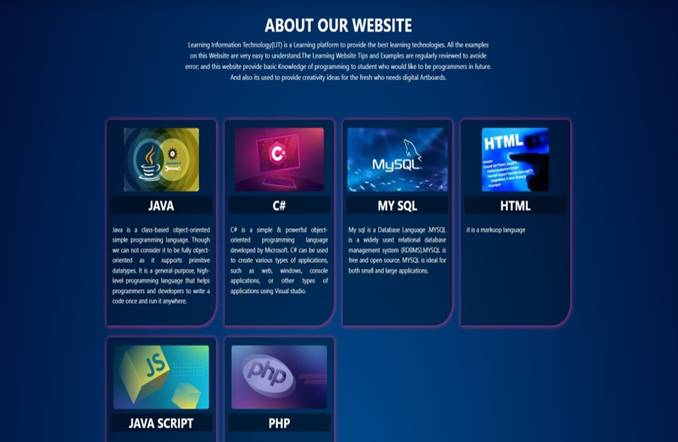 ABOUT OUR WEBSITE
Learning Information Technology(LIT) is a Learning platform to provide the best learning technologies. All the examples
on this Website are very easy to understand.The Learning Website Tips and Examples are regularly reviewed to avoide
error; and this website provide basic Knowledge of programming to student who would like to be programmers in future.
And also its used to provide creativity ideas for the fresh who needs digital Artboards.
JAVA
Java is a class-based object-oriented
simple programming language. Though
we can not consider it to be fully object-
oriented as it supports primitive
datatypes. It is a general-purpose, high-
level programming language that helps
programmers and developers to write a
code once and run it anywhere.
C#
C#
C# is a simple & powerful object-
oriented programming language
developed by Microsoft. C# can be used
to create various types of applications,
such as web, windows, console
applications, or other types of
applications using Visual studio.
MySQL
MY SQL
My sql is a Database Language .MYSQL
is a widely used relational database
management system (RDBMS).MYSQL is
free and open source. MYSQL is ideal for
both small and large applications.
HTML
HTML
it is a markuop language
JS
JAVA SCRIPT
php
PHP